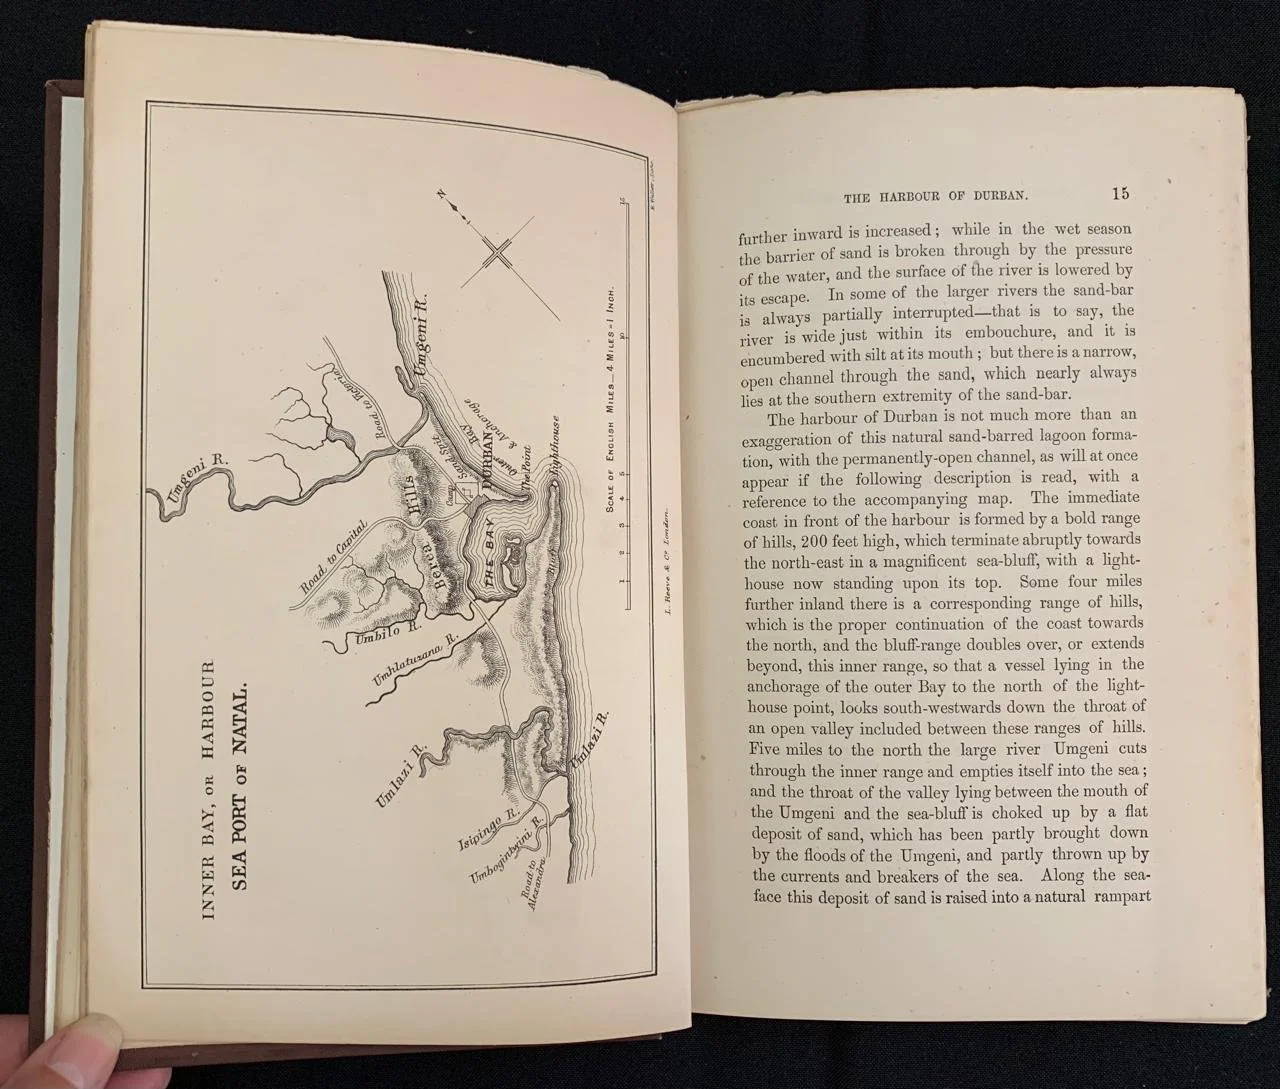 INNER BAY, OR HARBOUR
SEA PORT OF NATAL.
N
Umgeni R.
Umgeni R.
Road to Victoria
Road to Capital
Berea
Hills
Camp
Sand Spit
DURBAN
Outer Bay
& Anchorage
The Point
Lighthouse
THE BAY
Bluff
Umbilo R.
Umhlatuzana R.
Umlazi R.
Umlazi R.
Isipingo R.
Umbogintwini R.
Road to
Alexandra
SCALE OF ENGLISH MILES_4 MILES=1 INCH.
1 2 3 4 5 10 15
L. Reeve & Co. London.
THE HARBOUR OF DURBAN. 15
further inward is increased; while in the wet season
the barrier of sand is broken through by the pressure
of the water, and the surface of the river is lowered by
its escape. In some of the larger rivers the sand-bar
is always partially interrupted—that is to say, the
river is wide just within its embouchure, and it is
encumbered with silt at its mouth; but there is a narrow,
open channel through the sand, which nearly always
lies at the southern extremity of the sand-bar.
The harbour of Durban is not much more than an
exaggeration of this natural sand-barred lagoon forma-
tion, with the permanently-open channel, as will at once
appear if the following description is read, with a
reference to the accompanying map. The immediate
coast in front of the harbour is formed by a bold range
of hills, 200 feet high, which terminate abruptly towards
the north-east in a magnificent sea-bluff, with a light-
house now standing upon its top. Some four miles
further inland there is a corresponding range of hills,
which is the proper continuation of the coast towards
the north, and the bluff-range doubles over, or extends
beyond, this inner range, so that a vessel lying in the
anchorage of the outer Bay to the north of the light-
house point, looks south-westwards down the throat of
an open valley included between these ranges of hills.
Five miles to the north the large river Umgeni cuts
through the inner range and empties itself into the sea;
and the throat of the valley lying between the mouth of
the Umgeni and the sea-bluff is choked up by a flat
deposit of sand, which has been partly brought down
by the floods of the Umgeni, and partly thrown up by
the currents and breakers of the sea. Along the sea-
face this deposit of sand is raised into a natural rampart